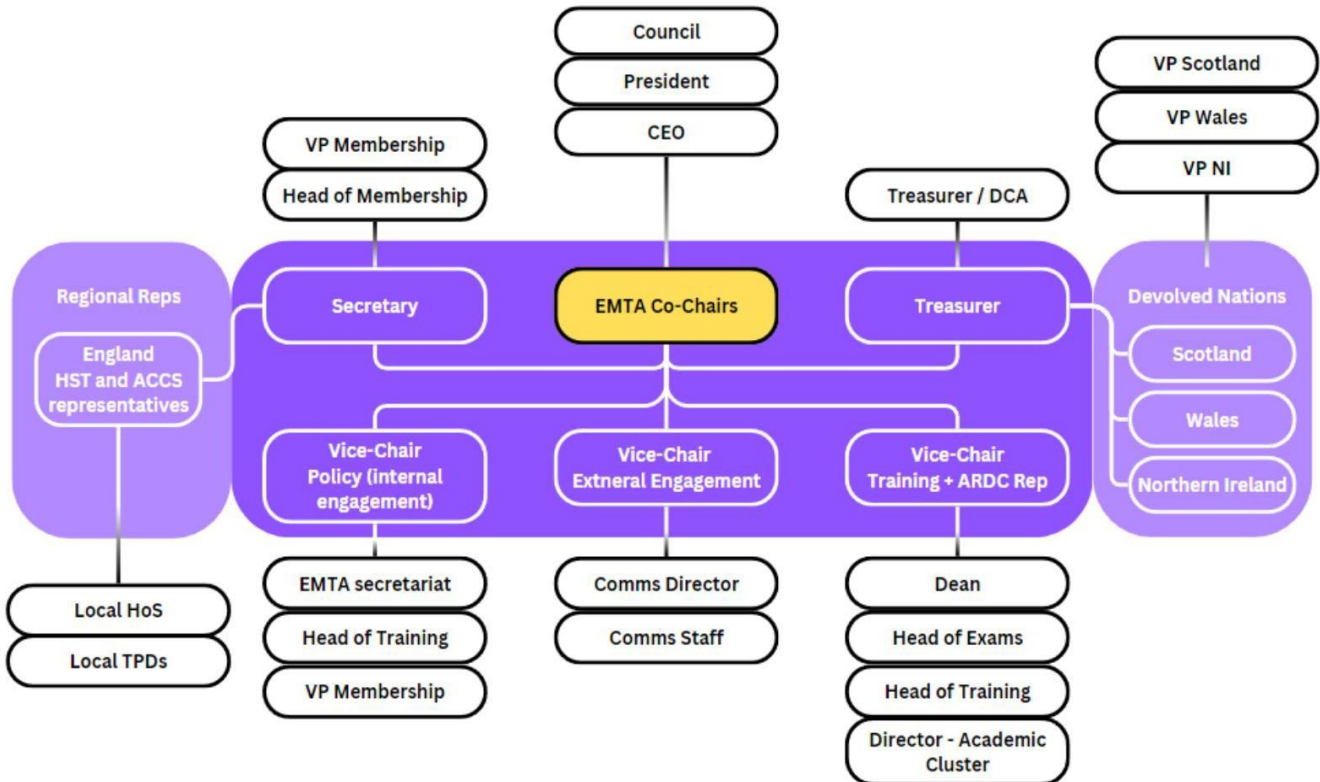 Council
President
CEO
VP Scotland
VP Wales
VP NI
VP Membership
Head of Membership
Treasurer / DCA
Regional Reps
England
HST and ACCS
representatives
Secretary
EMTA Co-Chairs
Treasurer
Devolved Nations
Scotland
Wales
Northern Ireland
Vice-Chair
Policy (internal
engagement)
Vice-Chair
Extneral Engagement
Vice-Chair
Training + ARDC Rep
Local HoS
Local TPDs
EMTA secretariat
Head of Training
VP Membership
Comms Director
Comms Staff
Dean
Head of Exams
Head of Training
Director - Academic
Cluster